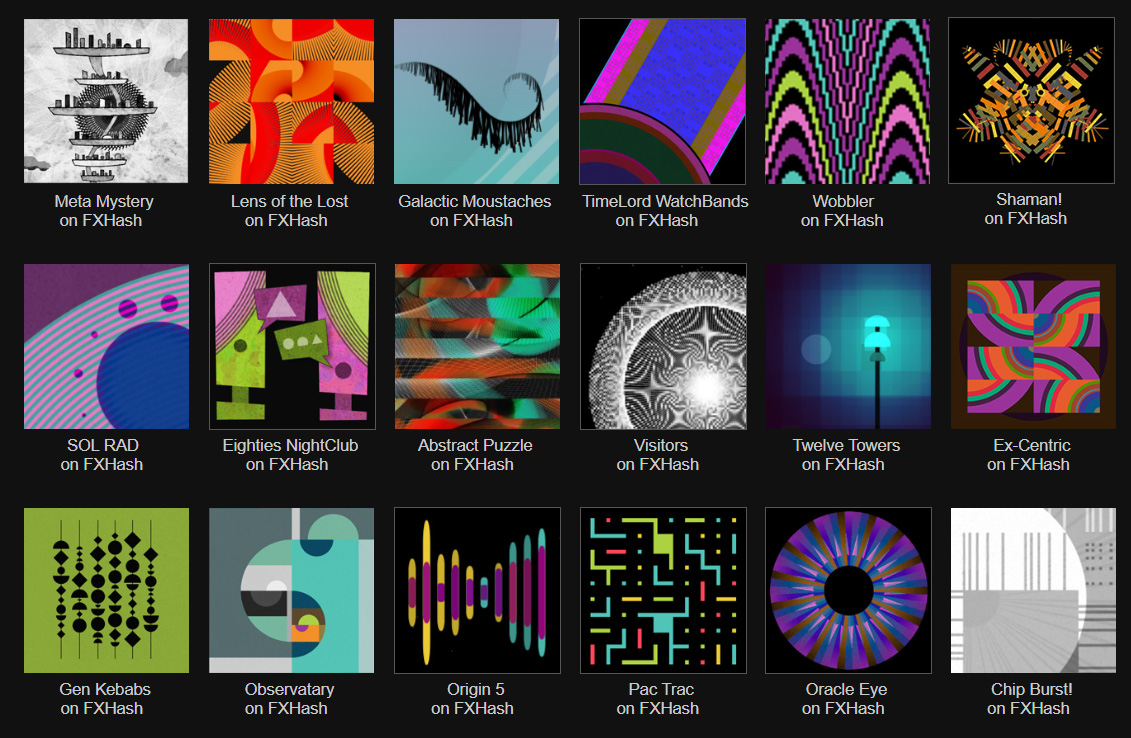 Meta Mystery
on FXHash
Lens of the Lost
on FXHash
Galactic Moustaches
on FXHash
TimeLord WatchBands
on FXHash
Wobbler
on FXHash
Shaman!
on FXHash
SOL RAD
on FXHash
Eighties NightClub
on FXHash
Abstract Puzzle
on FXHash
Visitors
on FXHash
Twelve Towers
on FXHash
Ex-Centric
on FXHash
Gen Kebabs
on FXHash
Observatary
on FXHash
Origin 5
on FXHash
Pac Trac
on FXHash
Oracle Eye
on FXHash
Chip Burst!
on FXHash